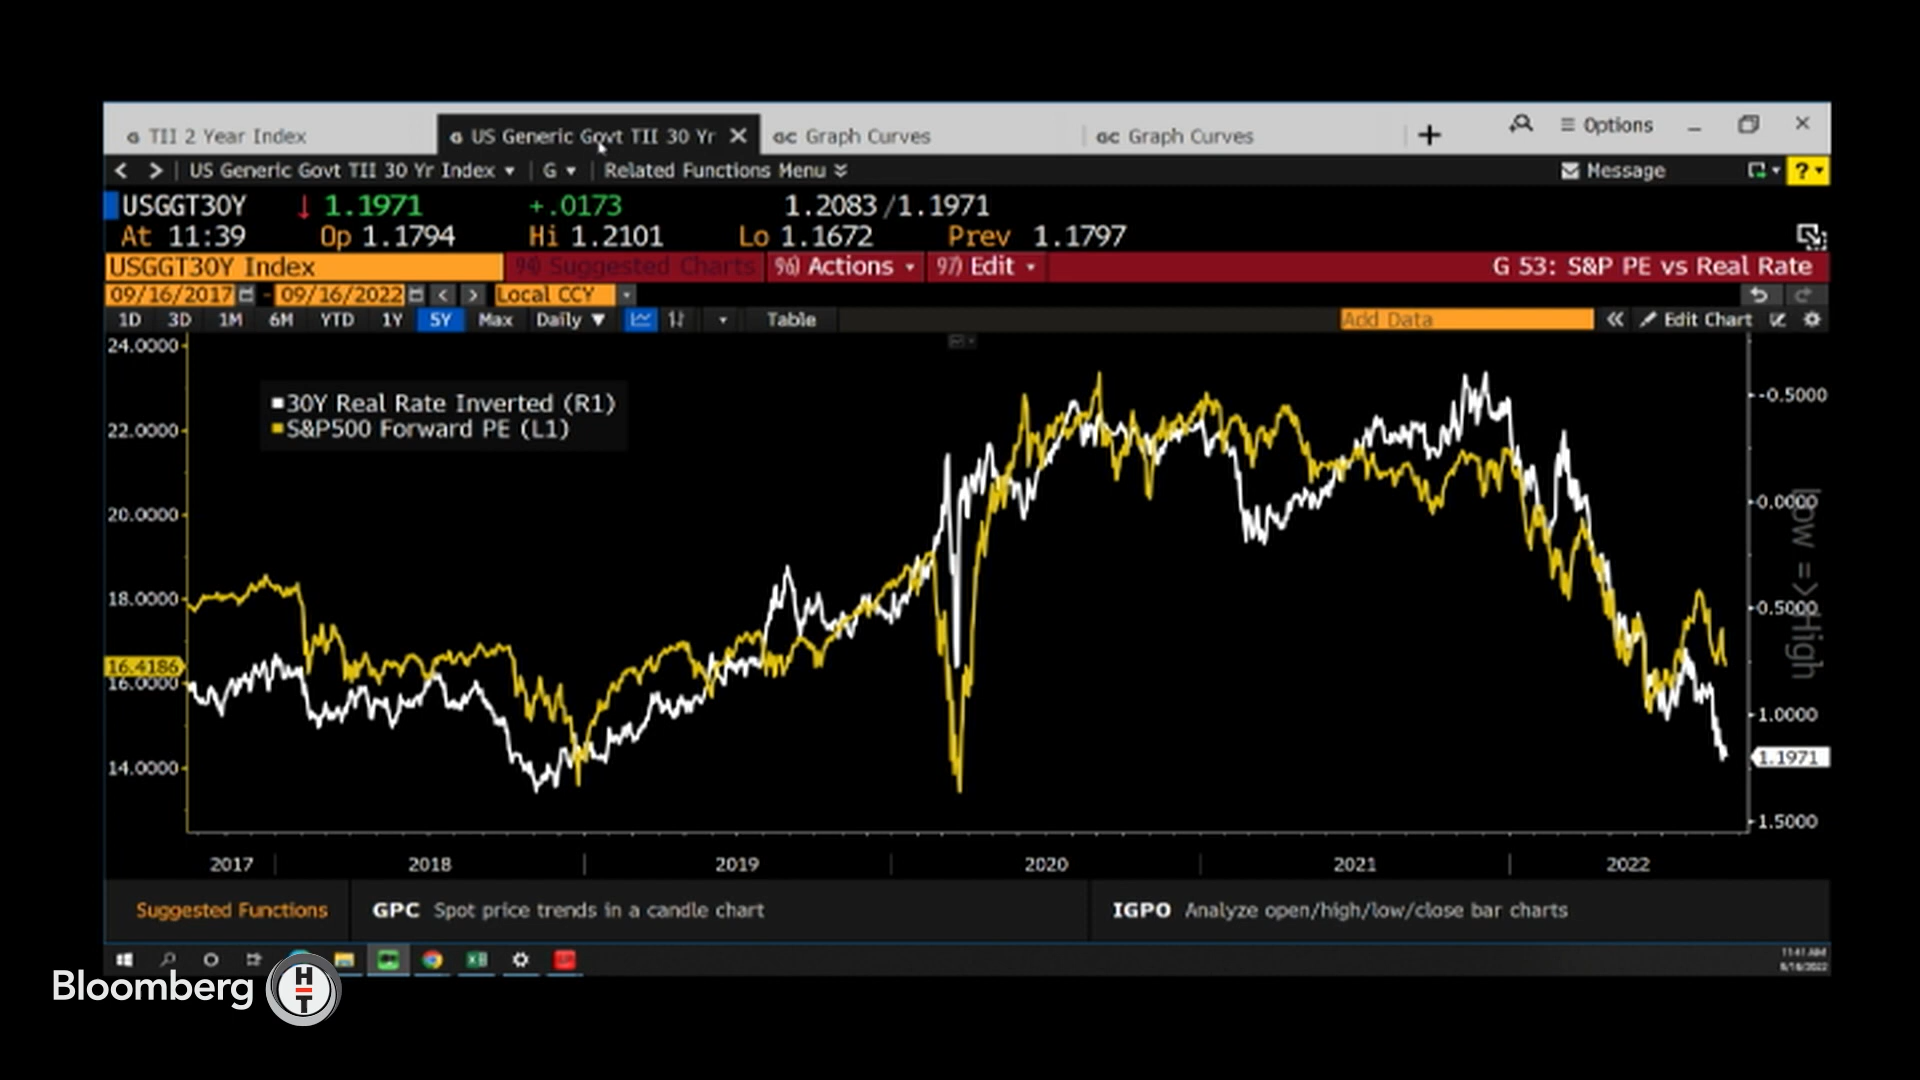 G TII 2 Year Index
G US Generic Govt TII 30 Yr
GC Graph Curves
GC Graph Curves
Options
US Generic Govt TII 30 Yr Index
G
Related Functions Menu
Message
?
USGGT30Y ↓ 1.1971 +.0173 1.2083/1.1971
At 11:39 Op 1.1794 Hi 1.2101 Lo 1.1672 Prev 1.1797
USGGT30Y Index
94) Suggested Charts
96) Actions
97) Edit
G 53: S&P PE vs Real Rate
09/16/2017 - 09/16/2022
Local CCY
1D 3D 1M 6M YTD 1Y 5Y Max Daily Table
Add Data
Edit Chart
30Y Real Rate Inverted (R1)
S&P500 Forward PE (L1)
24.0000
22.0000
20.0000
18.0000
16.4186
16.0000
14.0000
-0.5000
0.0000
0.5000
1.0000
1.1971
1.5000
low => High
2017 2018 2019 2020 2021 2022
Suggested Functions
GPC Spot price trends in a candle chart
IGPO Analyze open/high/low/close bar charts
11:41 AM
Bloomberg HT